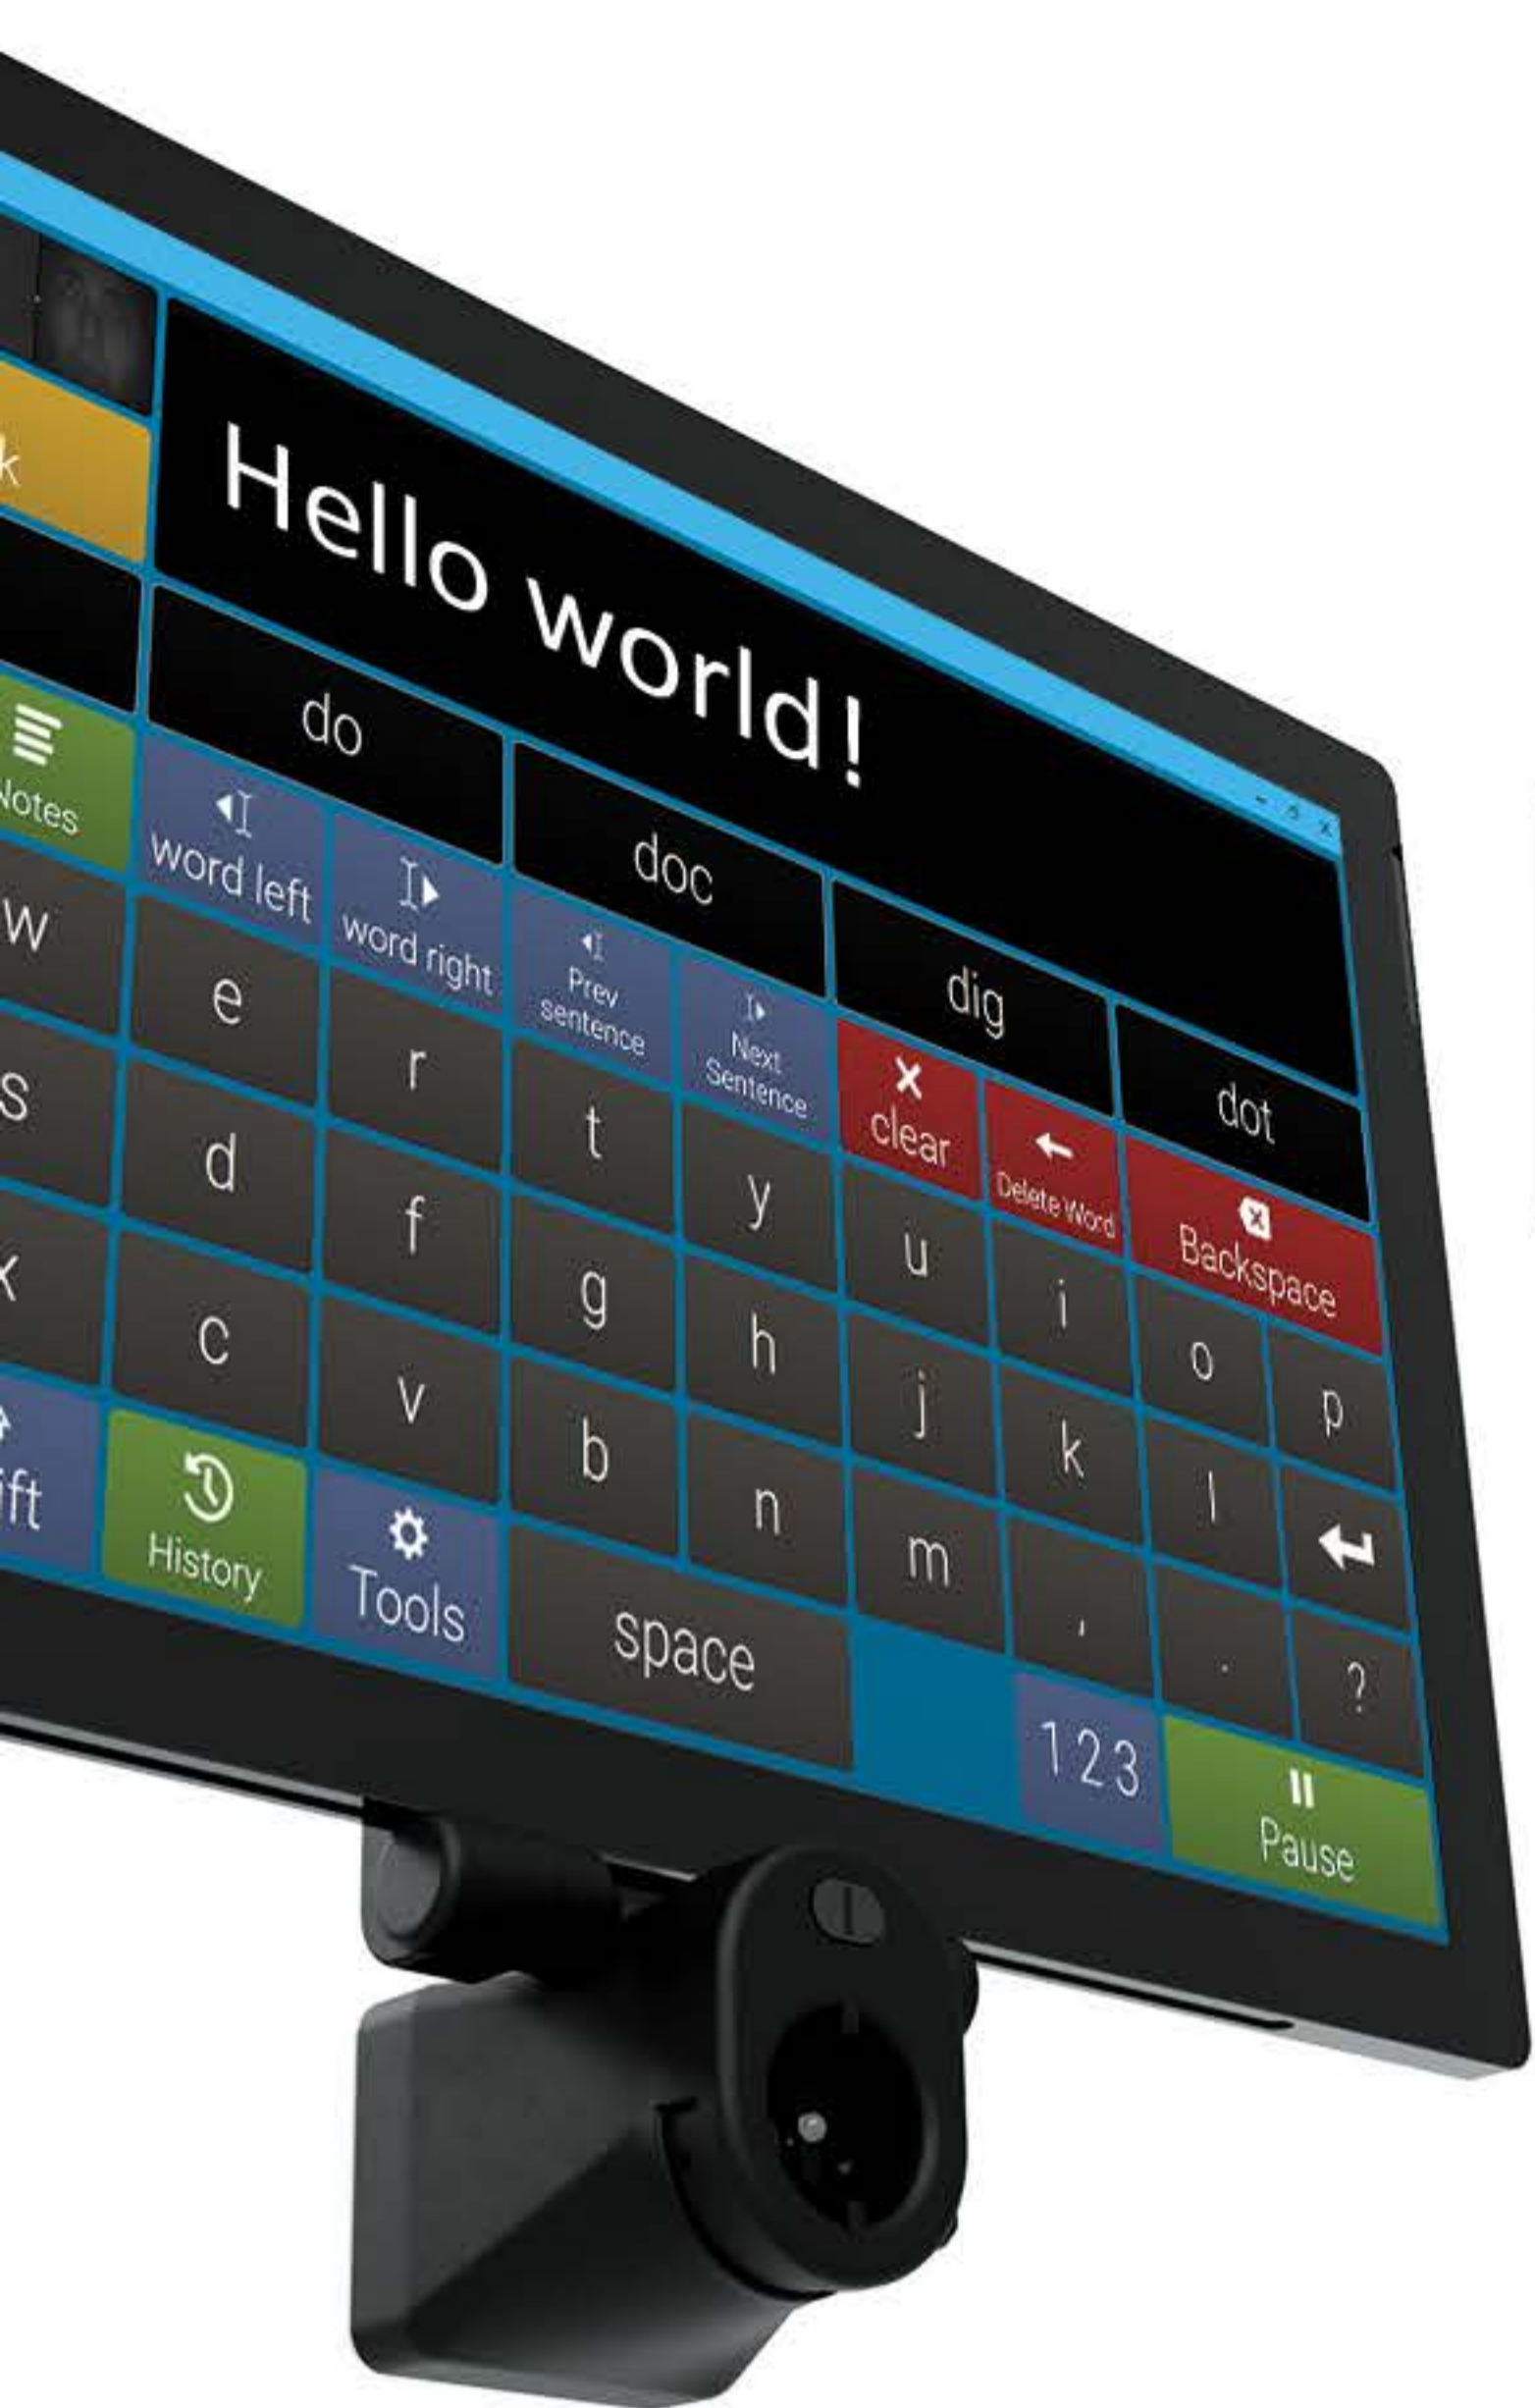 k
Hello world!
do
doc
dig
dot
Notes
word left
word right
Prev
sentence
Next
Sentence
clear
Delete Word
Backspace
w
e
r
t
y
u
i
o
p
s
d
f
g
h
j
k
l
x
c
v
b
n
m
,
.
?
ift
History
Tools
space
123
Pause